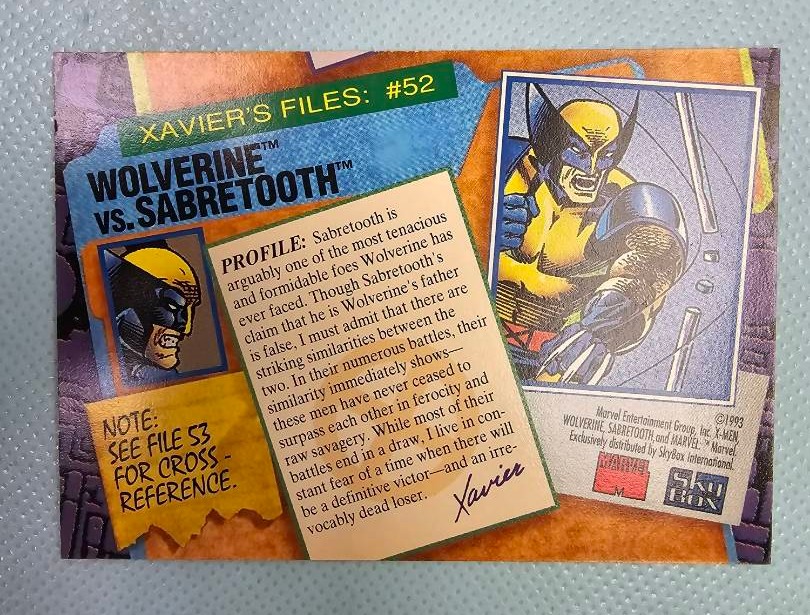 XAVIER'S FILES: #52
WOLVERINE™
VS. SABRETOOTH™
PROFILE: Sabretooth is
arguably one of the most tenacious
and formidable foes Wolverine has
ever faced. Though Sabretooth's
claim that he is Wolverine's father
is false, I must admit that there are
striking similarities between the
two. In their numerous battles, their
similarity immediately shows—
these men have never ceased to
surpass each other in ferocity and
raw savagery. While most of their
battles end in a draw, I live in con-
stant fear of a time when there will
be a definitive victor—and an irre-
vocably dead loser.
Xavier
NOTE:
SEE FILE 53
FOR CROSS-
REFERENCE.
©1993
Marvel Entertainment Group, Inc. X-MEN,
WOLVERINE, SABRETOOTH, and MARVEL: ™ Marvel.
Exclusively distributed by SkyBox International.
MARVEL
M
SKY
BOX